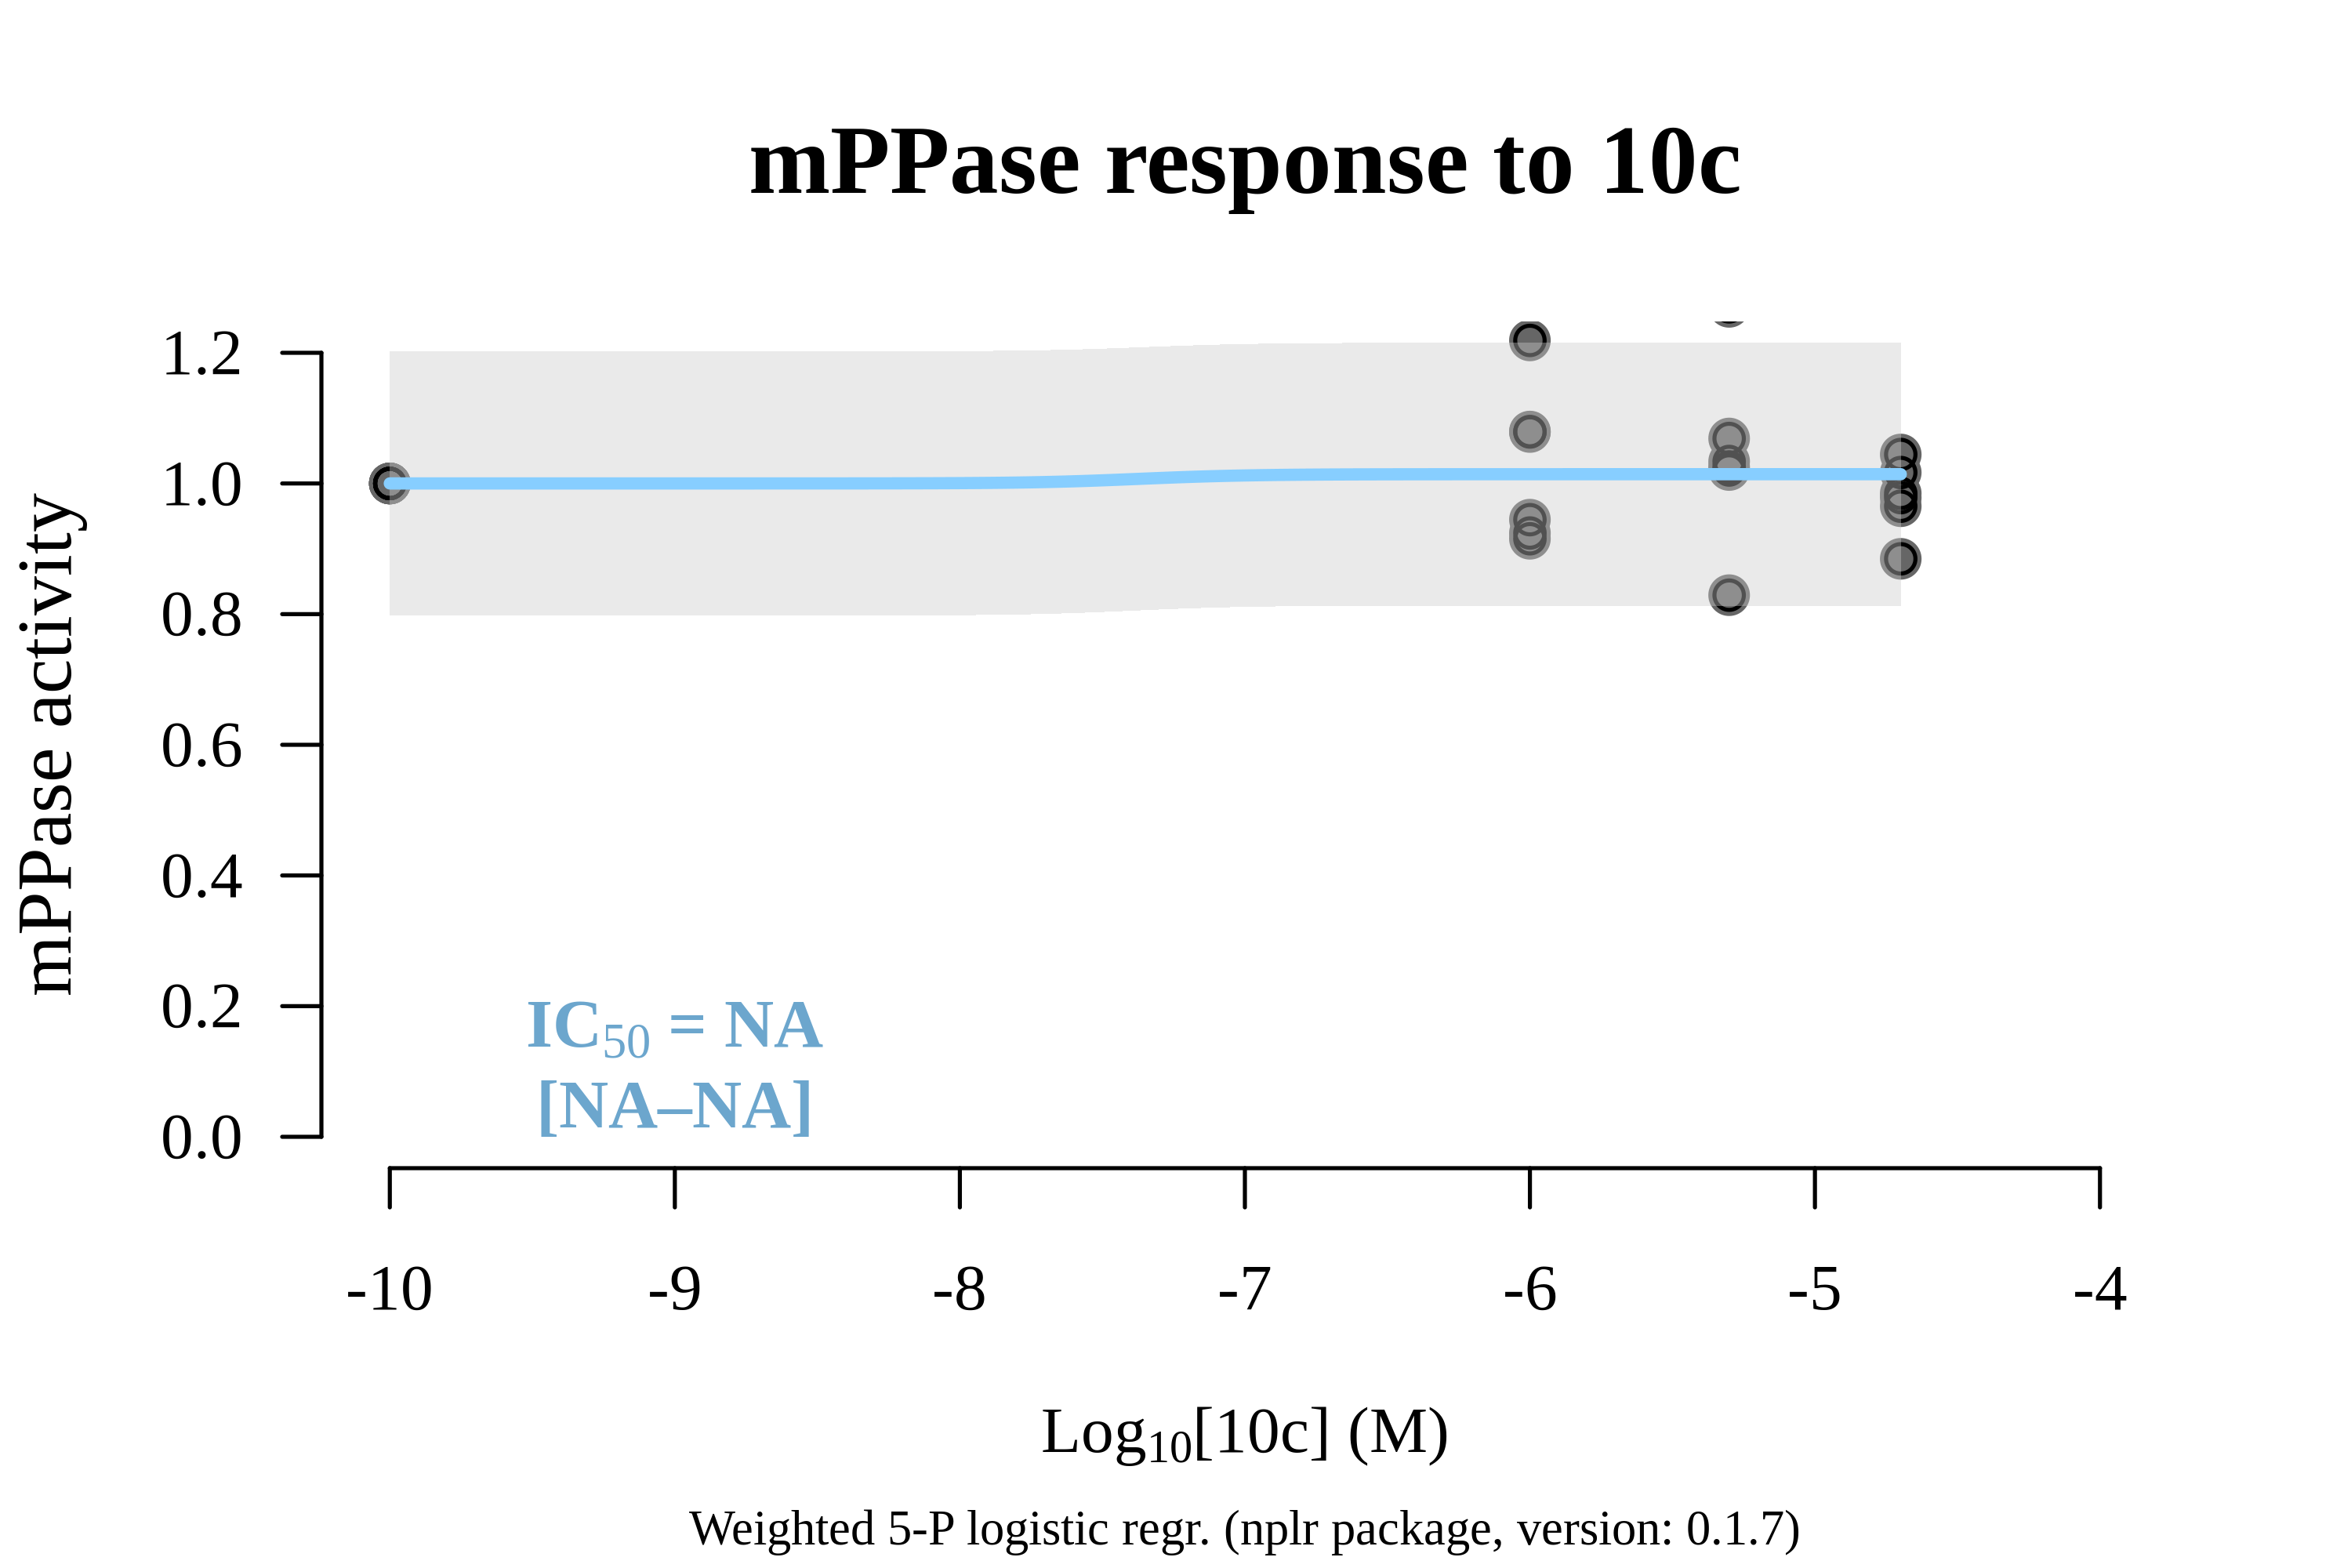 mPPase response to 10c
mPPase activity
1.2
1.0
0.8
0.6
0.4
0.2
0.0
IC50 = NA
[NA–NA]
-10 -9 -8 -7 -6 -5 -4
Log10[10c] (M)
Weighted 5-P logistic regr. (nplr package, version: 0.1.7)